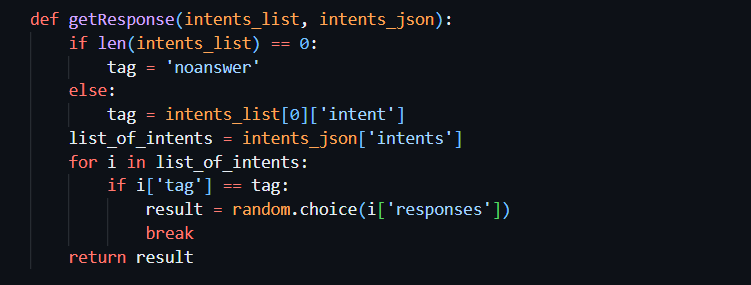 def getResponse(intents_list, intents_json):
    if len(intents_list) == 0:
        tag = 'noanswer'
    else:
        tag = intents_list[0]['intent']
    list_of_intents = intents_json['intents']
    for i in list_of_intents:
        if i['tag'] == tag:
            result = random.choice(i['responses'])
            break
    return result